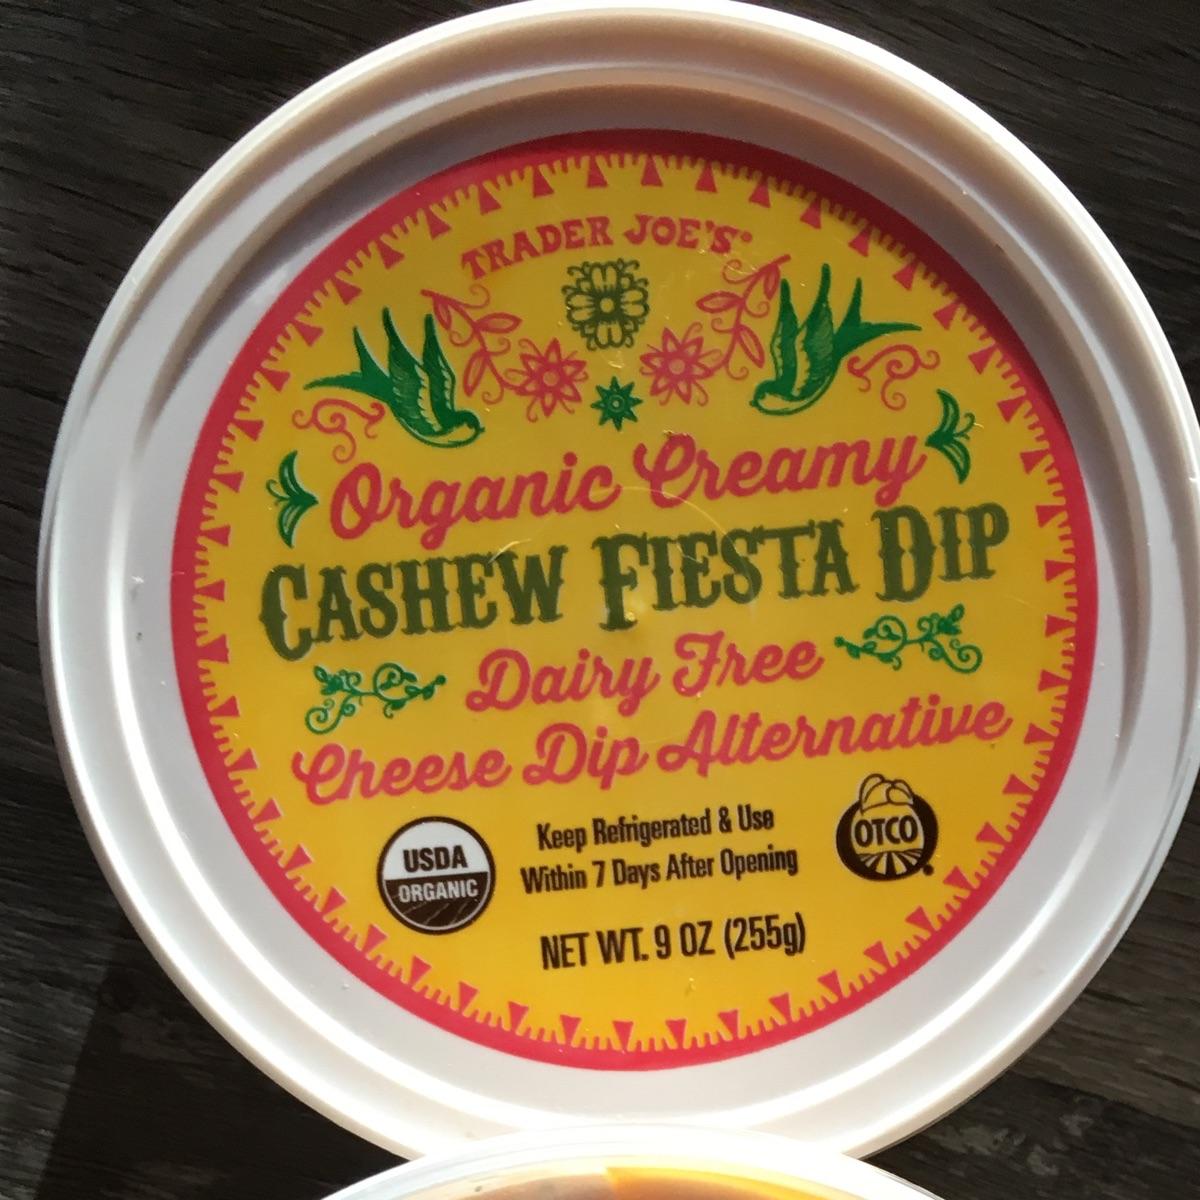 TRADER JOE'S®
Organic Creamy
CASHEW FIESTA DIP
Dairy Free
Cheese Dip Alternative
USDA
ORGANIC
Keep Refrigerated & Use
Within 7 Days After Opening
OTCO®
NET WT. 9 OZ (255g)